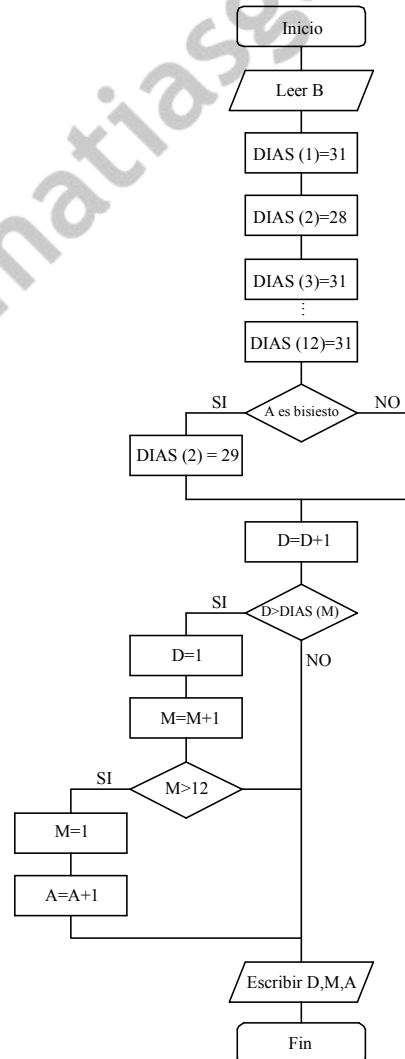 Inicio
Leer B
DIAS (1)=31
DIAS (2)=28
DIAS (3)=31
⋮
DIAS (12)=31
SI
A es bisiesto
NO
DIAS (2) = 29
D=D+1
SI
D>DIAS (M)
NO
D=1
M=M+1
SI
M>12
M=1
A=A+1
Escribir D,M,A
Fin